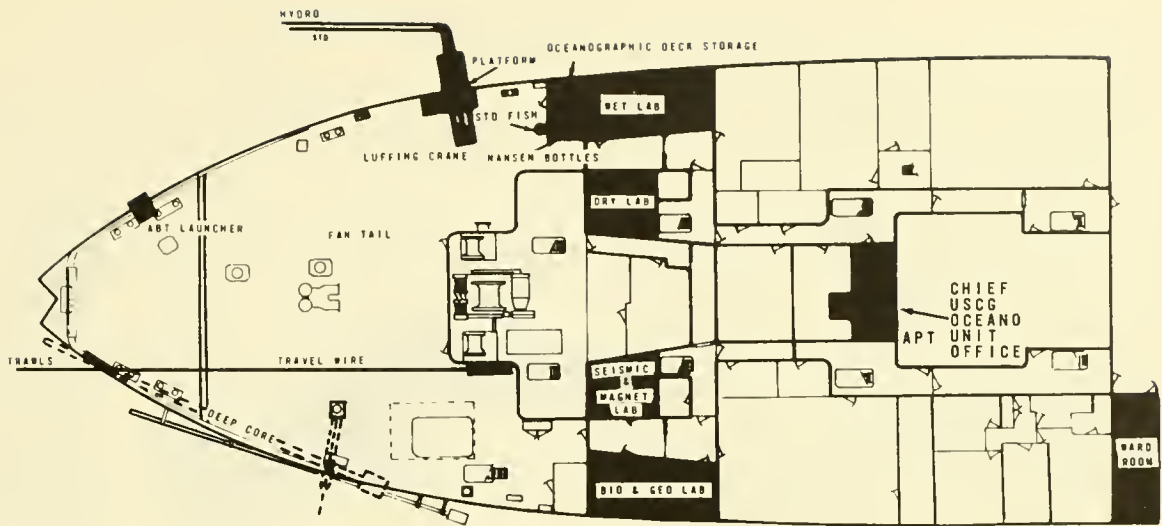 HYDRO
STD
OCEANOGRAPHIC DECK STORAGE
PLATFORM
WET LAB
STD FISH
LUFFING CRANE NANSEN BOTTLES
DRY LAB
ABT LAUNCHER
FAN TAIL
CHIEF
USCG
OCEANO
APT UNIT
OFFICE
TRAWLS
TRAVEL WIRE
SEISMIC
&
MAGNET
LAB
DEEP CORE
WARD
ROOM
BIO & GEO LAB